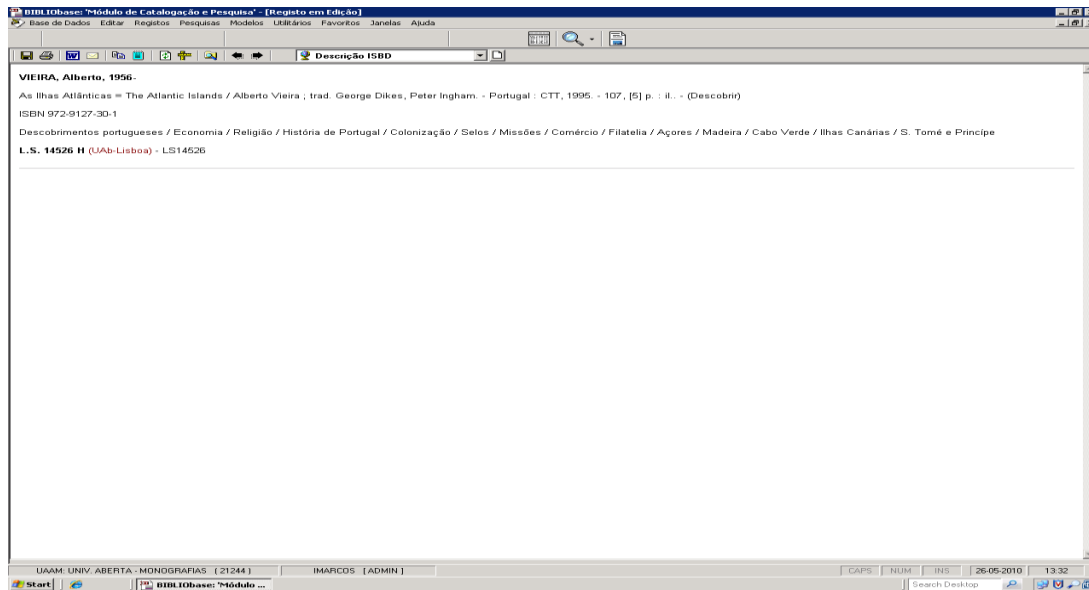 BIBLIObase: 'Módulo de Catalogação e Pesquisa' - [Registo em Edição]
Base de Dados Editar Registos Pesquisas Modelos Utilitários Favoritos Janelas Ajuda
Descrição ISBD
VIEIRA, Alberto, 1956-
As Ilhas Atlânticas = The Atlantic Islands / Alberto Vieira ; trad. George Dikes, Peter Ingham. - Portugal : CTT, 1995. - 107, [5] p. : il.. - (Descobrir)
ISBN 972-9127-30-1
Descobrimentos portugueses / Economia / Religião / História de Portugal / Colonização / Selos / Missões / Comércio / Filatelia / Açores / Madeira / Cabo Verde / Ilhas Canárias / S. Tomé e Princípe
L.S. 14526 H (UAb-Lisboa) - LS14526
UAAM: UNIV. ABERTA - MONOGRAFIAS ( 21244 ) IMARCOS [ ADMIN ] CAPS NUM INS 26-05-2010 13:32
Start BIBLIObase: 'Módulo ... Search Desktop